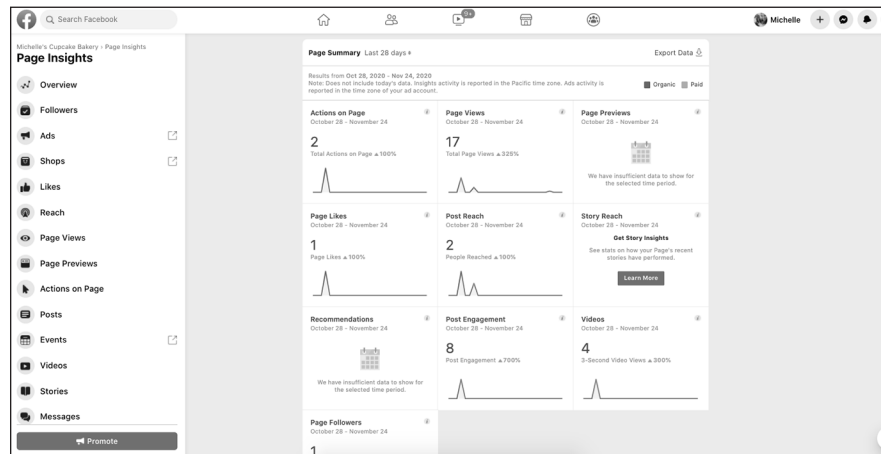 Search Facebook
9+
Michelle
Michelle's Cupcake Bakery › Page Insights
Page Insights
Overview
Followers
Ads
Shops
Likes
Reach
Page Views
Page Previews
Actions on Page
Posts
Events
Videos
Stories
Messages
Promote
Page Summary Last 28 days
Export Data
Results from Oct 28, 2020 - Nov 24, 2020
Note: Does not include today's data. Insights activity is reported in the Pacific time zone. Ads activity is
reported in the time zone of your ad account.
Organic Paid
Actions on Page
October 28 - November 24
2
Total Actions on Page ▲100%
Page Views
October 28 - November 24
17
Total Page Views ▲325%
Page Previews
October 28 - November 24
We have insufficient data to show for
the selected time period.
Page Likes
October 28 - November 24
1
Page Likes ▲100%
Post Reach
October 28 - November 24
2
People Reached ▲100%
Story Reach
October 28 - November 24
Get Story Insights
See stats on how your Page's recent
stories have performed.
Learn More
Recommendations
October 28 - November 24
We have insufficient data to show for
the selected time period.
Post Engagement
October 28 - November 24
8
Post Engagement ▲700%
Videos
October 28 - November 24
4
3-Second Video Views ▲300%
Page Followers
October 28 - November 24
1